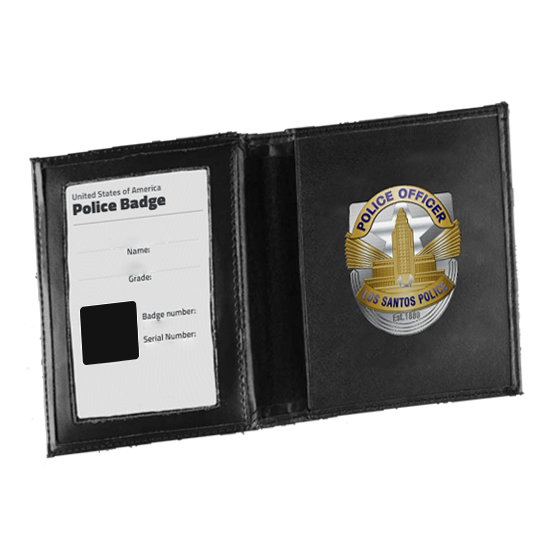 United States of America
Police Badge
Name:
Grade:
Badge number:
Serial Number:
POLICE OFFICER
LOS SANTOS POLICE
Est.1880